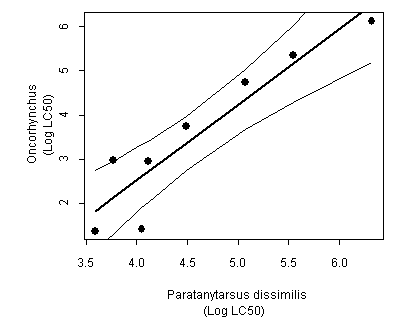 6
5
4
3
2
Oncorhynchus
(Log LC50)
3.5 4.0 4.5 5.0 5.5 6.0
Paratanytarsus dissimilis
(Log LC50)